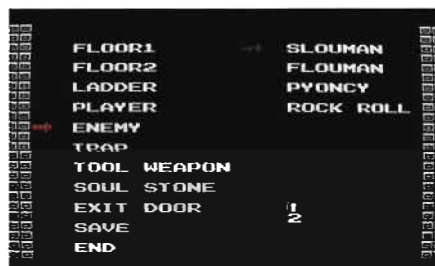 FLOOR1
FLOOR2
LADDER
PLAYER
ENEMY
TRAP
TOOL WEAPON
SOUL STONE
EXIT DOOR
SAVE
END
SLOUMAN
FLOUMAN
PYONCY
ROCK ROLL
1
2